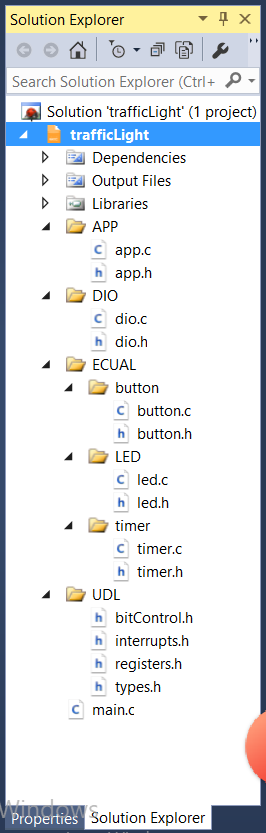 Solution Explorer
Search Solution Explorer (Ctrl+
Solution 'trafficLight' (1 project)
trafficLight
Dependencies
Output Files
Libraries
APP
app.c
app.h
DIO
dio.c
dio.h
ECUAL
button
button.c
button.h
LED
led.c
led.h
timer
timer.c
timer.h
UDL
bitControl.h
interrupts.h
registers.h
types.h
main.c
Windows
Properties Solution Explorer